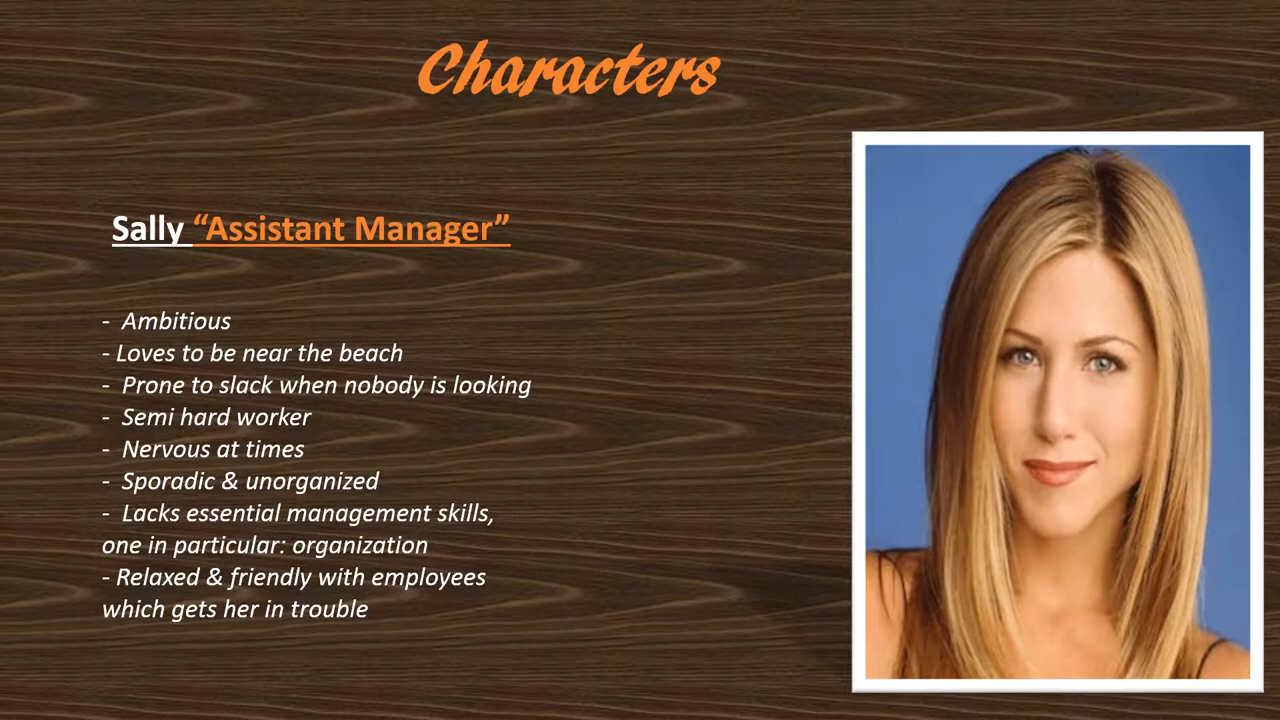 Characters
Sally “Assistant Manager”
- Ambitious
- Loves to be near the beach
- Prone to slack when nobody is looking
- Semi hard worker
- Nervous at times
- Sporadic & unorganized
- Lacks essential management skills,
one in particular: organization
- Relaxed & friendly with employees
which gets her in trouble